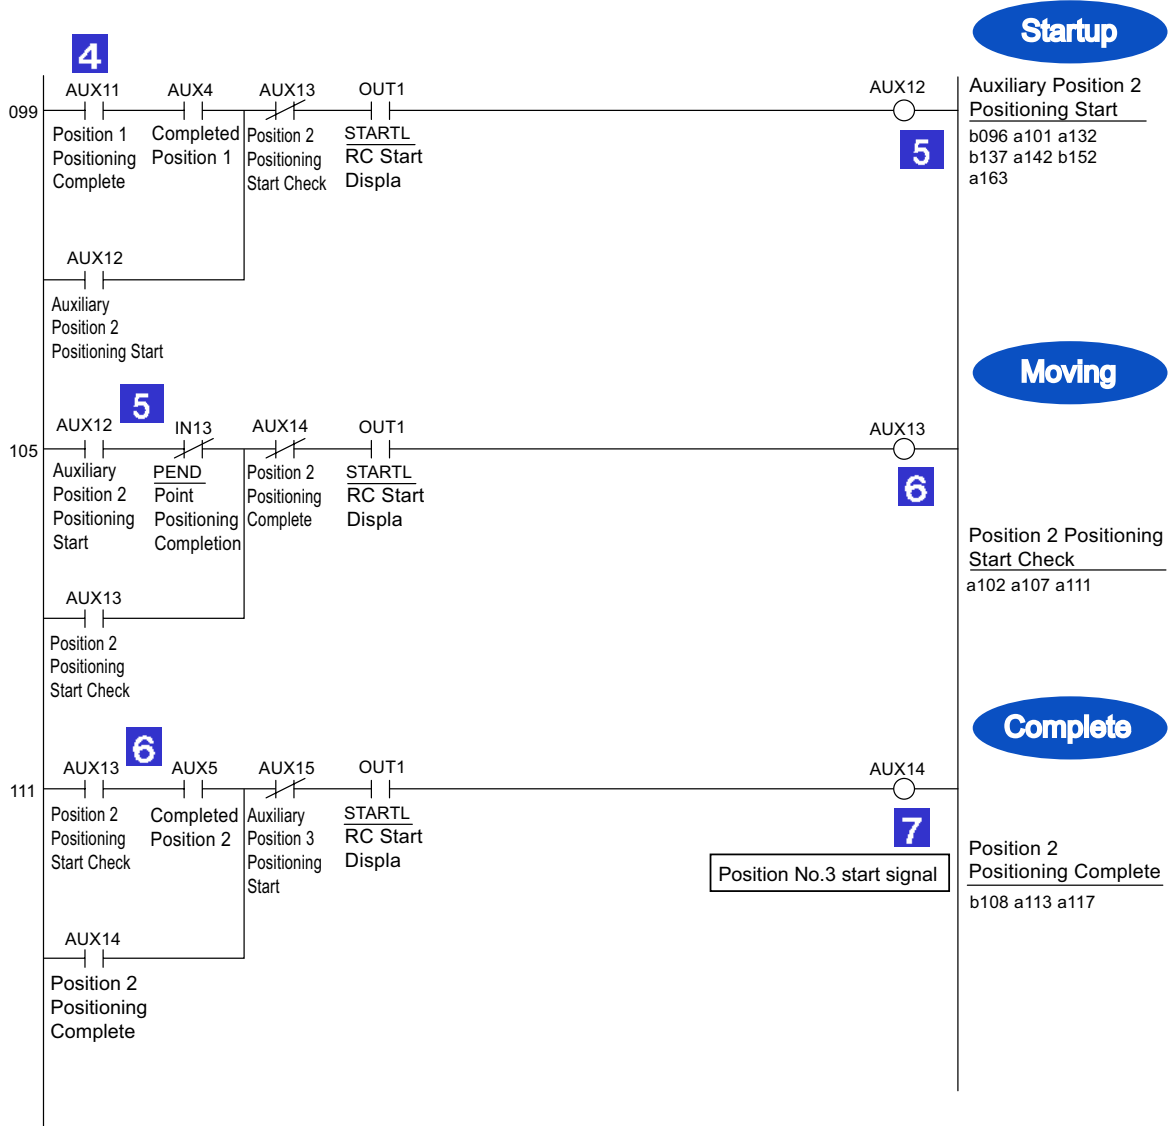 Startup
4
AUX11 AUX4 AUX13 OUT1 AUX12
099
Position 1
Positioning
Complete
Completed
Position 1
Position 2
Positioning
Start Check
STARTL
RC Start
Displa
5
Auxiliary Position 2
Positioning Start
b096 a101 a132
b137 a142 b152
a163
AUX12
Auxiliary
Position 2
Positioning Start
Moving
5
AUX12 IN13 AUX14 OUT1 AUX13
105
Auxiliary
Position 2
Positioning
Start
PEND
Point
Positioning
Completion
Position 2
Positioning
Complete
STARTL
RC Start
Displa
6
Position 2 Positioning
Start Check
a102 a107 a111
AUX13
Position 2
Positioning
Start Check
Complete
6
AUX13 AUX5 AUX15 OUT1 AUX14
111
Position 2
Positioning
Start Check
Completed
Position 2
Auxiliary
Position 3
Positioning
Start
STARTL
RC Start
Displa
7
Position No.3 start signal
Position 2
Positioning Complete
b108 a113 a117
AUX14
Position 2
Positioning
Complete